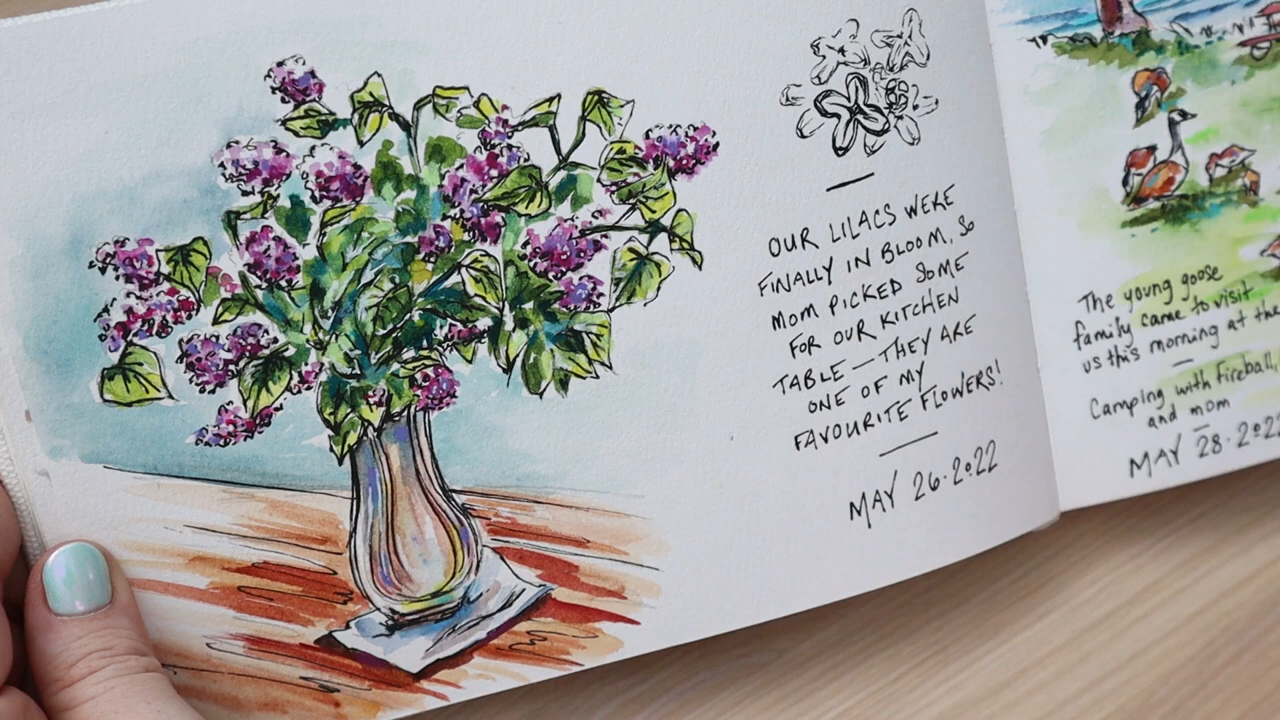 OUR LILACS WERE
FINALLY IN BLOOM, SO
MOM PICKED SOME
FOR OUR KITCHEN
TABLE — THEY ARE
ONE OF MY
FAVOURITE FLOWERS!
MAY 26·2022
The young goose
family came to visit
us this morning at the
Camping with fireball,
and mom
MAY 28·2022